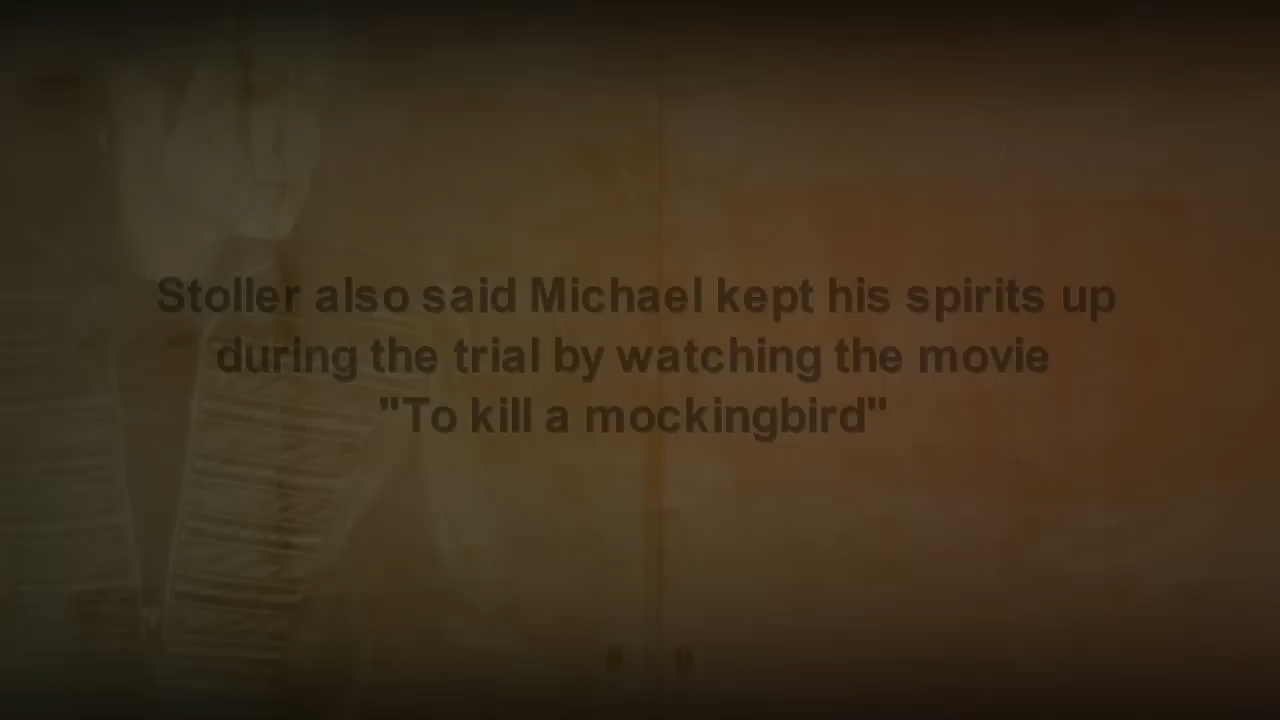 Stoller also said Michael kept his spirits up
during the trial by watching the movie
"To kill a mockingbird"